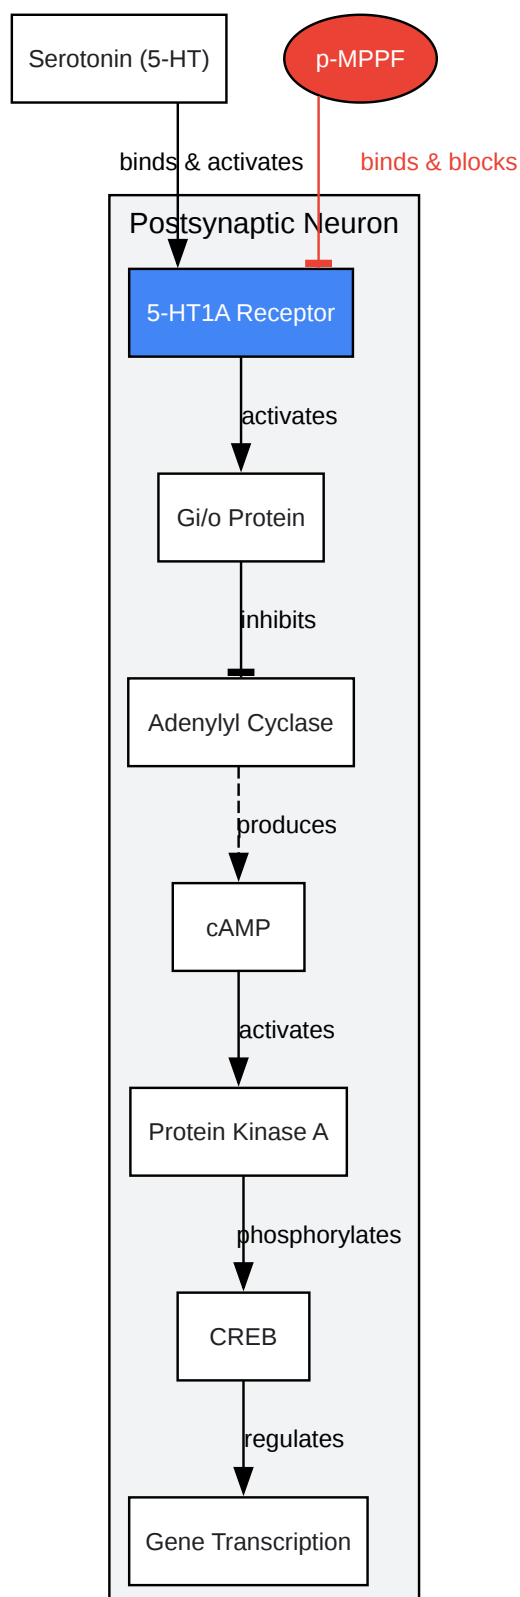 Serotonin (5-HT)
p-MPPF
binds & activates
binds & blocks
Postsynaptic Neuron
5-HT1A Receptor
activates
Gi/o Protein
inhibits
Adenylyl Cyclase
produces
cAMP
activates
Protein Kinase A
phosphorylates
CREB
regulates
Gene Transcription